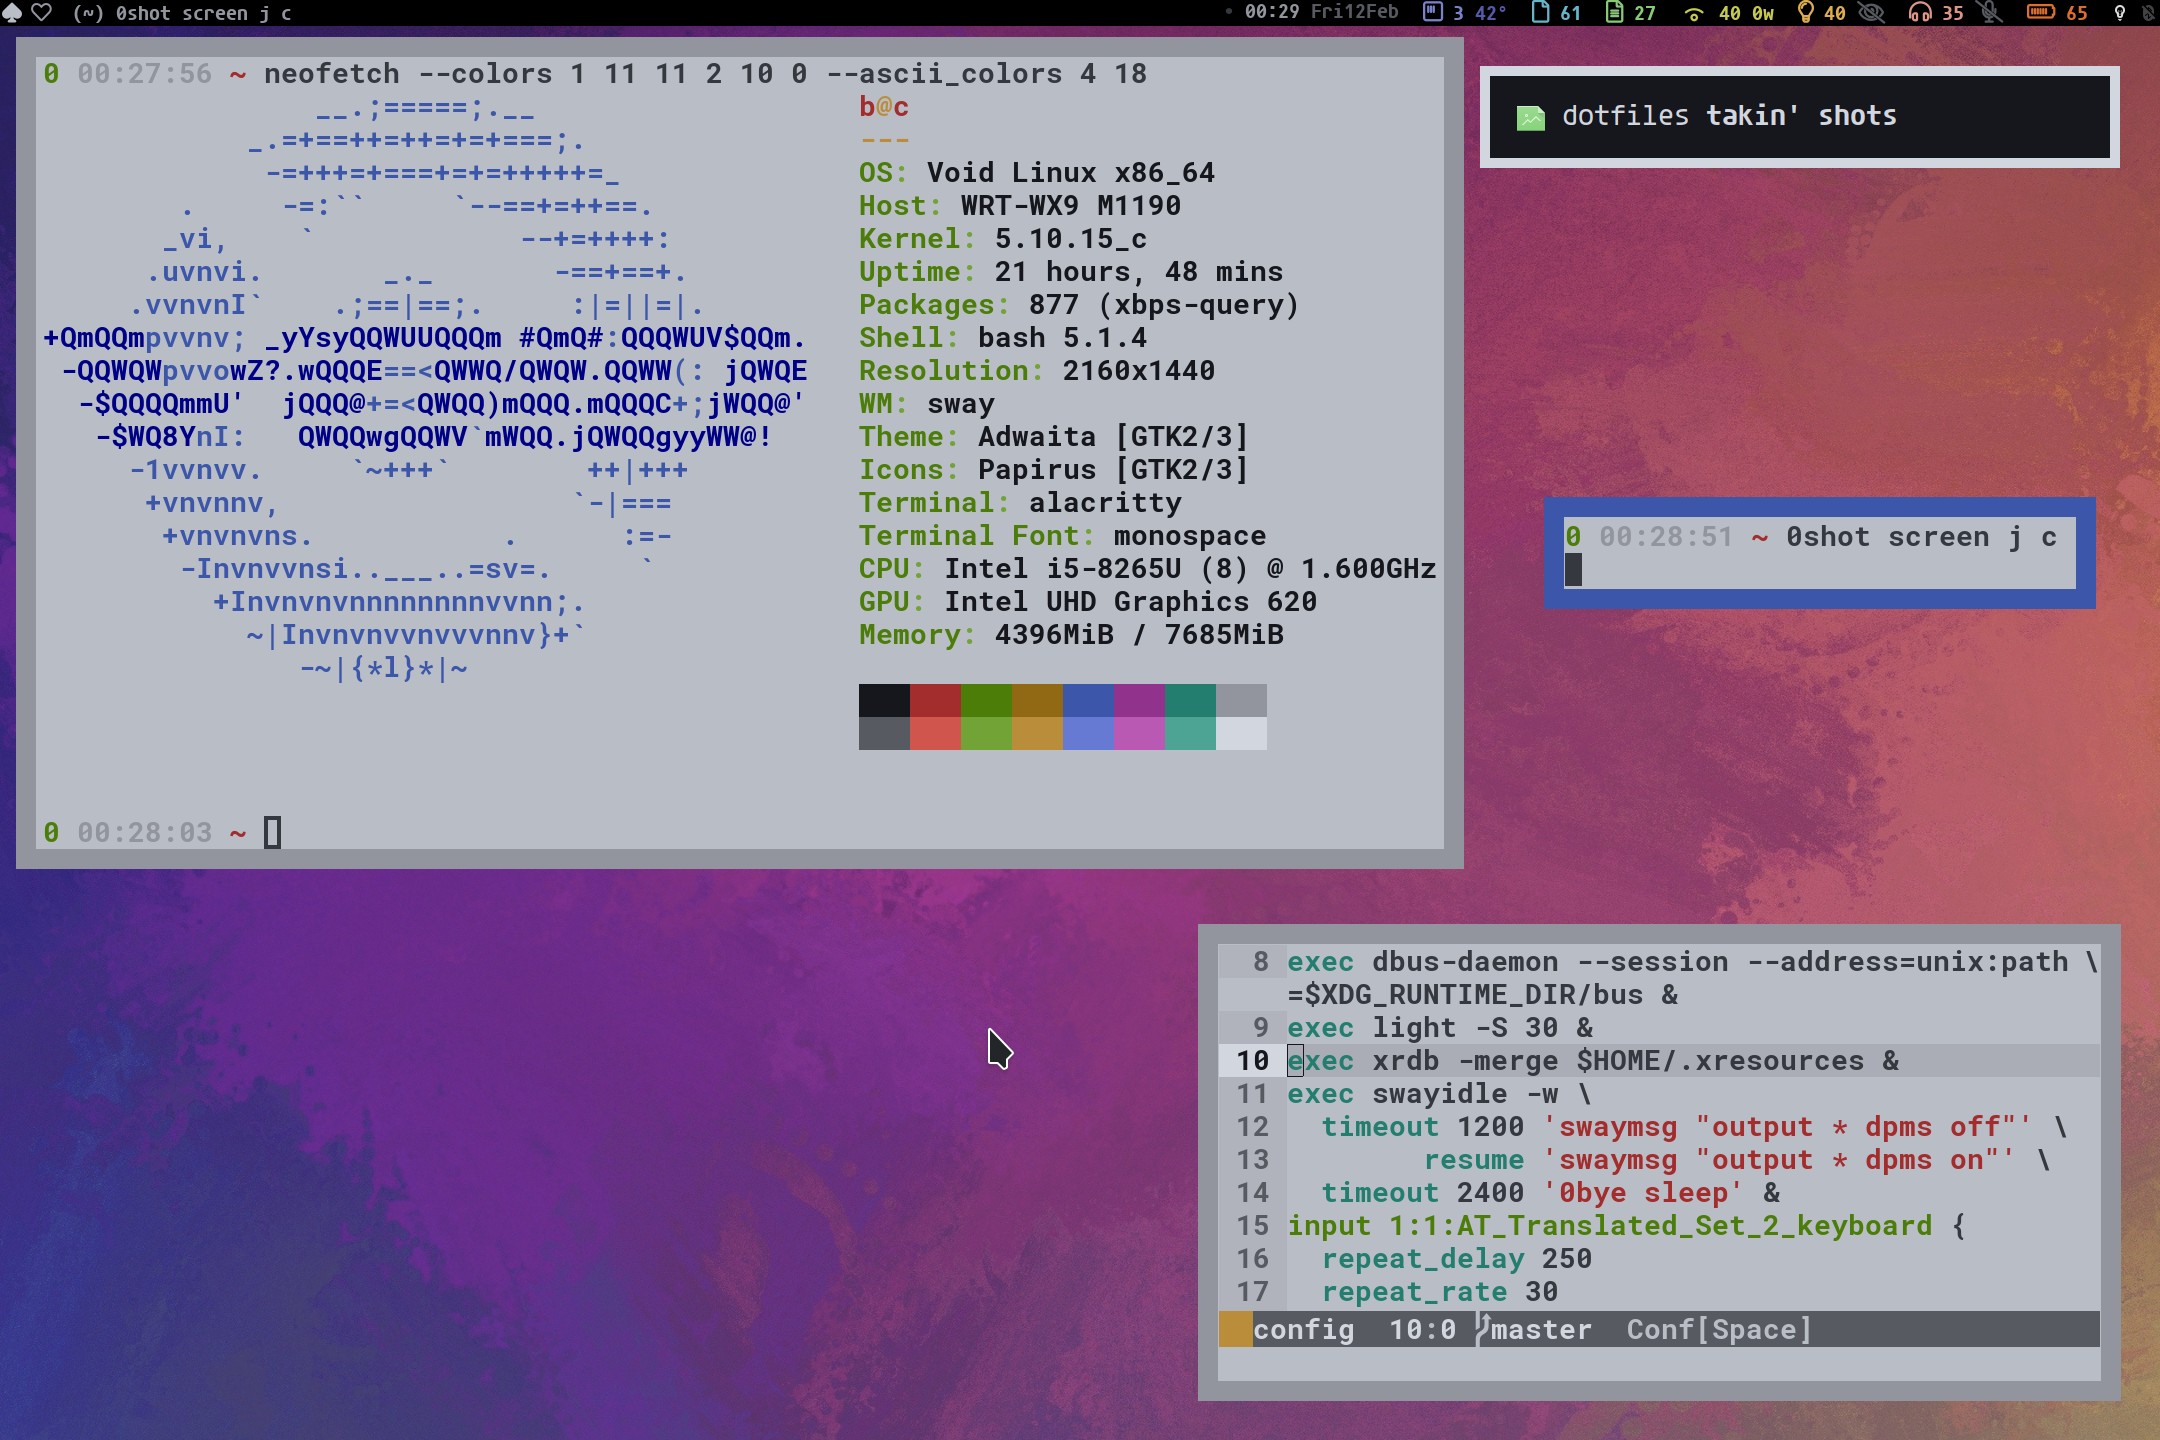 (~) 0shot screen j c
00:29 Fri12Feb 3 42° 61 27 40 0w 40 35 65
0 00:27:56 ~ neofetch --colors 1 11 11 2 10 0 --ascii_colors 4 18
__.;=====;.__
_.=+==++=++=+=+===;.
-=+++=+===+=+=+++++=_
. -=:`` `--==+=++==.
_vi, ` --+=++++:
.uvnvi. _._ -==+==+.
.vvnvnI` .;==|==;. :|=||=|.
+QmQQmpvvnv; _yYsyQQWUUQQQm #QmQ#:QQQWUV$QQm.
-QQWQWpvvowZ?.wQQQE==<QWWQ/QWQW.QQWW(: jQWQE
-$QQQQmmU' jQQQ@+=<QWQQ)mQQQ.mQQQC+;jWQQ@'
-$WQ8YnI: QWQQwgQQWV`mWQQ.jQWQQgyyWW@!
-1vvnvv. `~+++` ++|+++
+vnvnnv, `-|===
+vnvnvns. . :=-
-Invnvvnsi..___..=sv=. `
+Invnvnvnnnnnnnnvvnn;.
~|Invnvnvvnvvvnnv}+`
-~|{*l}*|~
b@c
---
OS: Void Linux x86_64
Host: WRT-WX9 M1190
Kernel: 5.10.15_c
Uptime: 21 hours, 48 mins
Packages: 877 (xbps-query)
Shell: bash 5.1.4
Resolution: 2160x1440
WM: sway
Theme: Adwaita [GTK2/3]
Icons: Papirus [GTK2/3]
Terminal: alacritty
Terminal Font: monospace
CPU: Intel i5-8265U (8) @ 1.600GHz
GPU: Intel UHD Graphics 620
Memory: 4396MiB / 7685MiB
0 00:28:03 ~
dotfiles takin' shots
0 00:28:51 ~ 0shot screen j c
8 exec dbus-daemon --session --address=unix:path \
=$XDG_RUNTIME_DIR/bus &
9 exec light -S 30 &
10 exec xrdb -merge $HOME/.xresources &
11 exec swayidle -w \
12 timeout 1200 'swaymsg "output * dpms off"' \
13 resume 'swaymsg "output * dpms on"' \
14 timeout 2400 '0bye sleep' &
15 input 1:1:AT_Translated_Set_2_keyboard {
16 repeat_delay 250
17 repeat_rate 30
config 10:0 master Conf[Space]